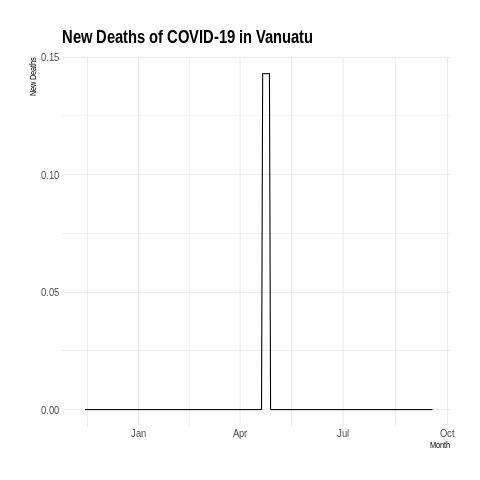 New Deaths of COVID-19 in Vanuatu
New Deaths
0.15
0.10
0.05
0.00
Jan Apr Jul Oct
Month